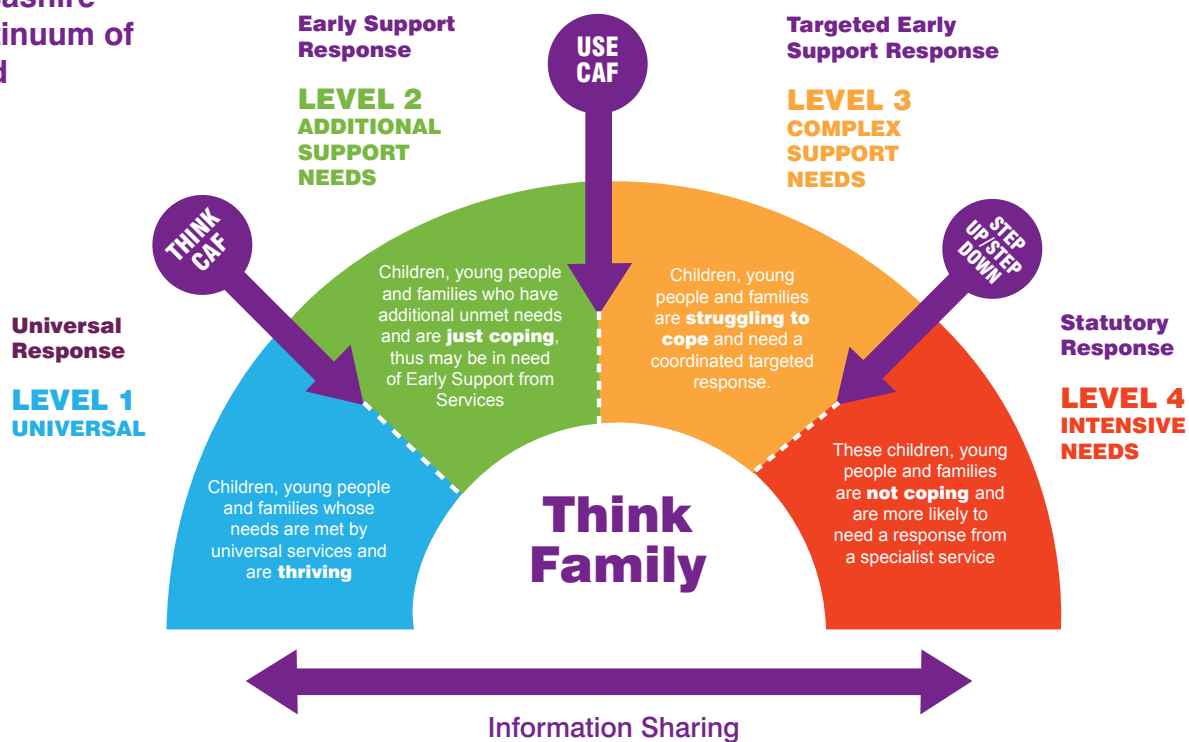 tinuum of
Early Support
Response
LEVEL 2
ADDITIONAL
SUPPORT
NEEDS
USE
CAF
Targeted Early
Support Response
LEVEL 3
COMPLEX
SUPPORT
NEEDS
THINK
CAF
STEP
UP/STEP
DOWN
Universal
Response
LEVEL 1
UNIVERSAL
Statutory
Response
LEVEL 4
INTENSIVE
NEEDS
Children, young people
and families whose
needs are met by
universal services and
are thriving
Children, young people
and families who have
additional unmet needs
and are just coping,
thus may be in need
of Early Support from
Services
Children, young
people and families
are struggling to
cope and need a
coordinated targeted
response.
These children, young
people and families
are not coping and
are more likely to
need a response from
a specialist service
Think
Family
Information Sharing